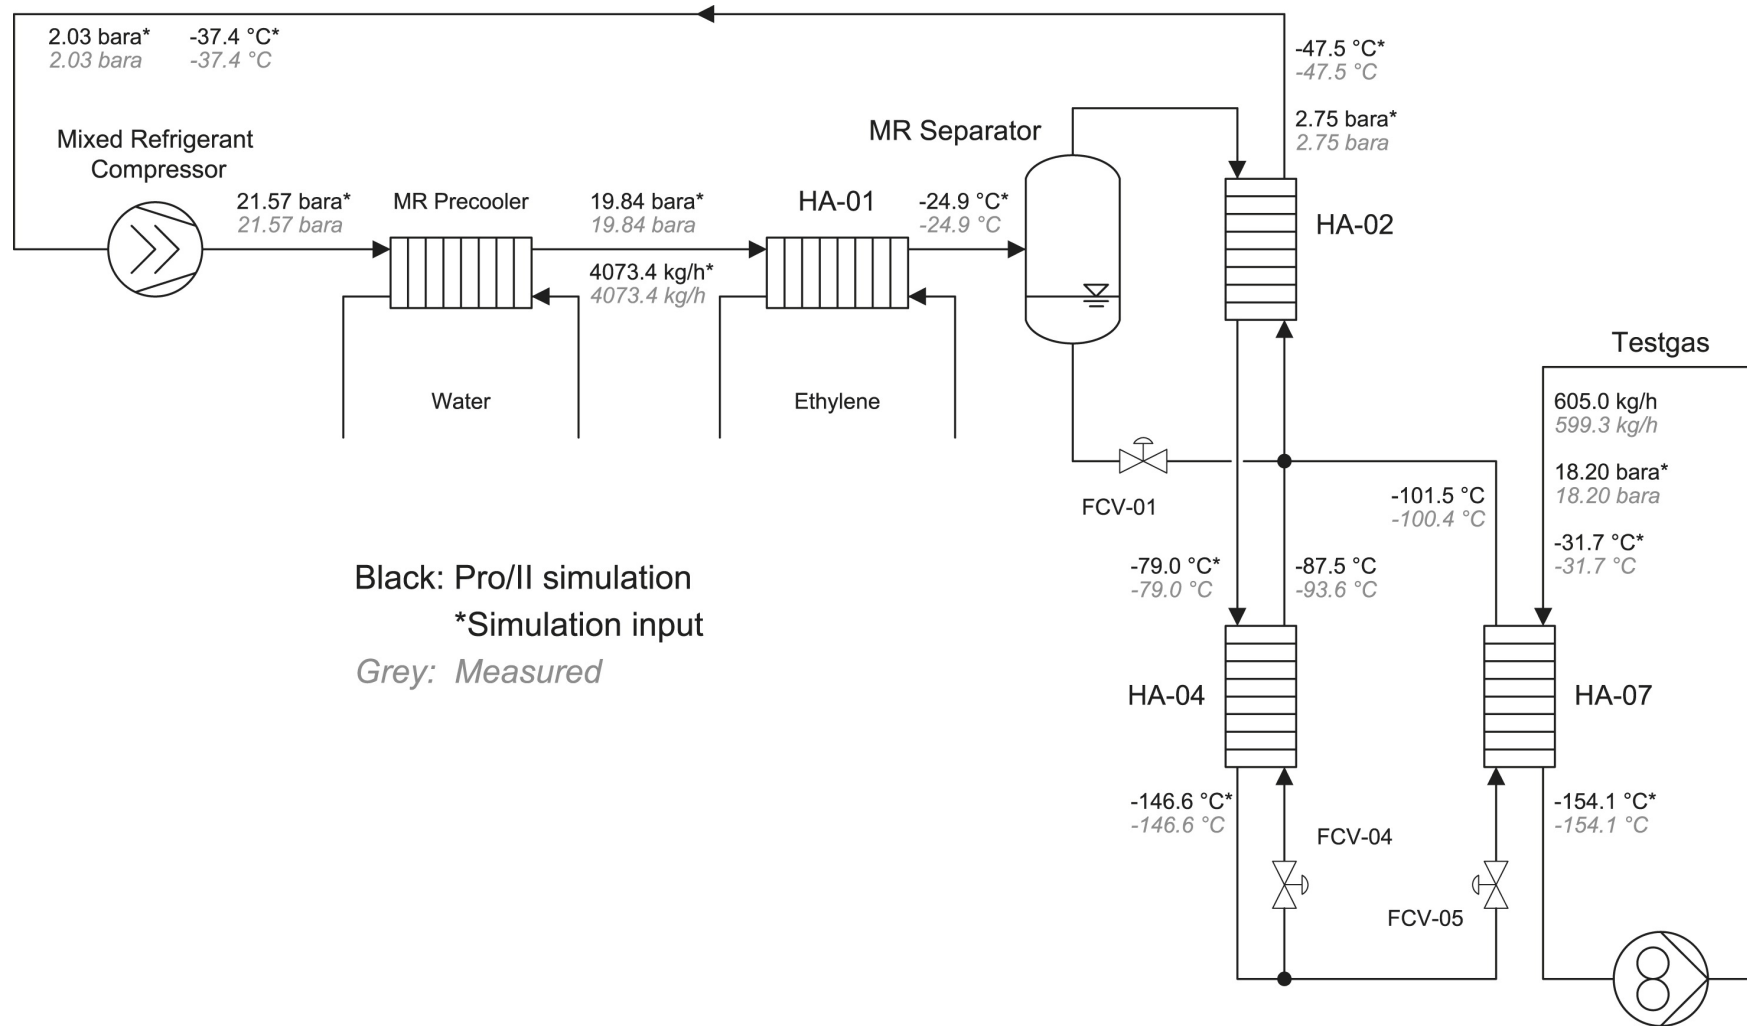 2.03 bara* -37.4 °C*
2.03 bara -37.4 °C
-47.5 °C*
-47.5 °C
2.75 bara*
2.75 bara
Mixed Refrigerant
Compressor
MR Separator
21.57 bara*
21.57 bara
MR Precooler
19.84 bara*
19.84 bara
4073.4 kg/h*
4073.4 kg/h
HA-01
-24.9 °C*
-24.9 °C
HA-02
Water
Ethylene
FCV-01
Testgas
605.0 kg/h
599.3 kg/h
18.20 bara*
18.20 bara
-31.7 °C*
-31.7 °C
-101.5 °C
-100.4 °C
-79.0 °C*
-79.0 °C
-87.5 °C
-93.6 °C
Black: Pro/II simulation
*Simulation input
Grey: Measured
HA-04
HA-07
-146.6 °C*
-146.6 °C
-154.1 °C*
-154.1 °C
FCV-04
FCV-05